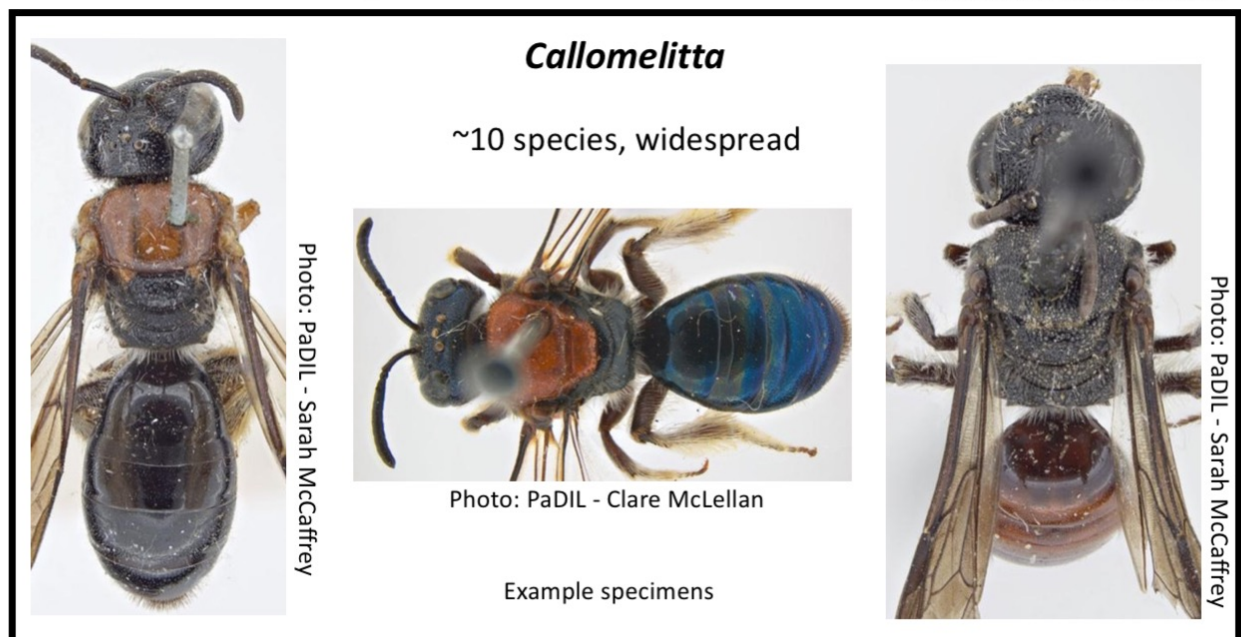 Callomelitta
~10 species, widespread
Photo: PaDIL - Sarah McCaffrey
Photo: PaDIL - Clare McLellan
Photo: PaDIL - Sarah McCaffrey
Example specimens